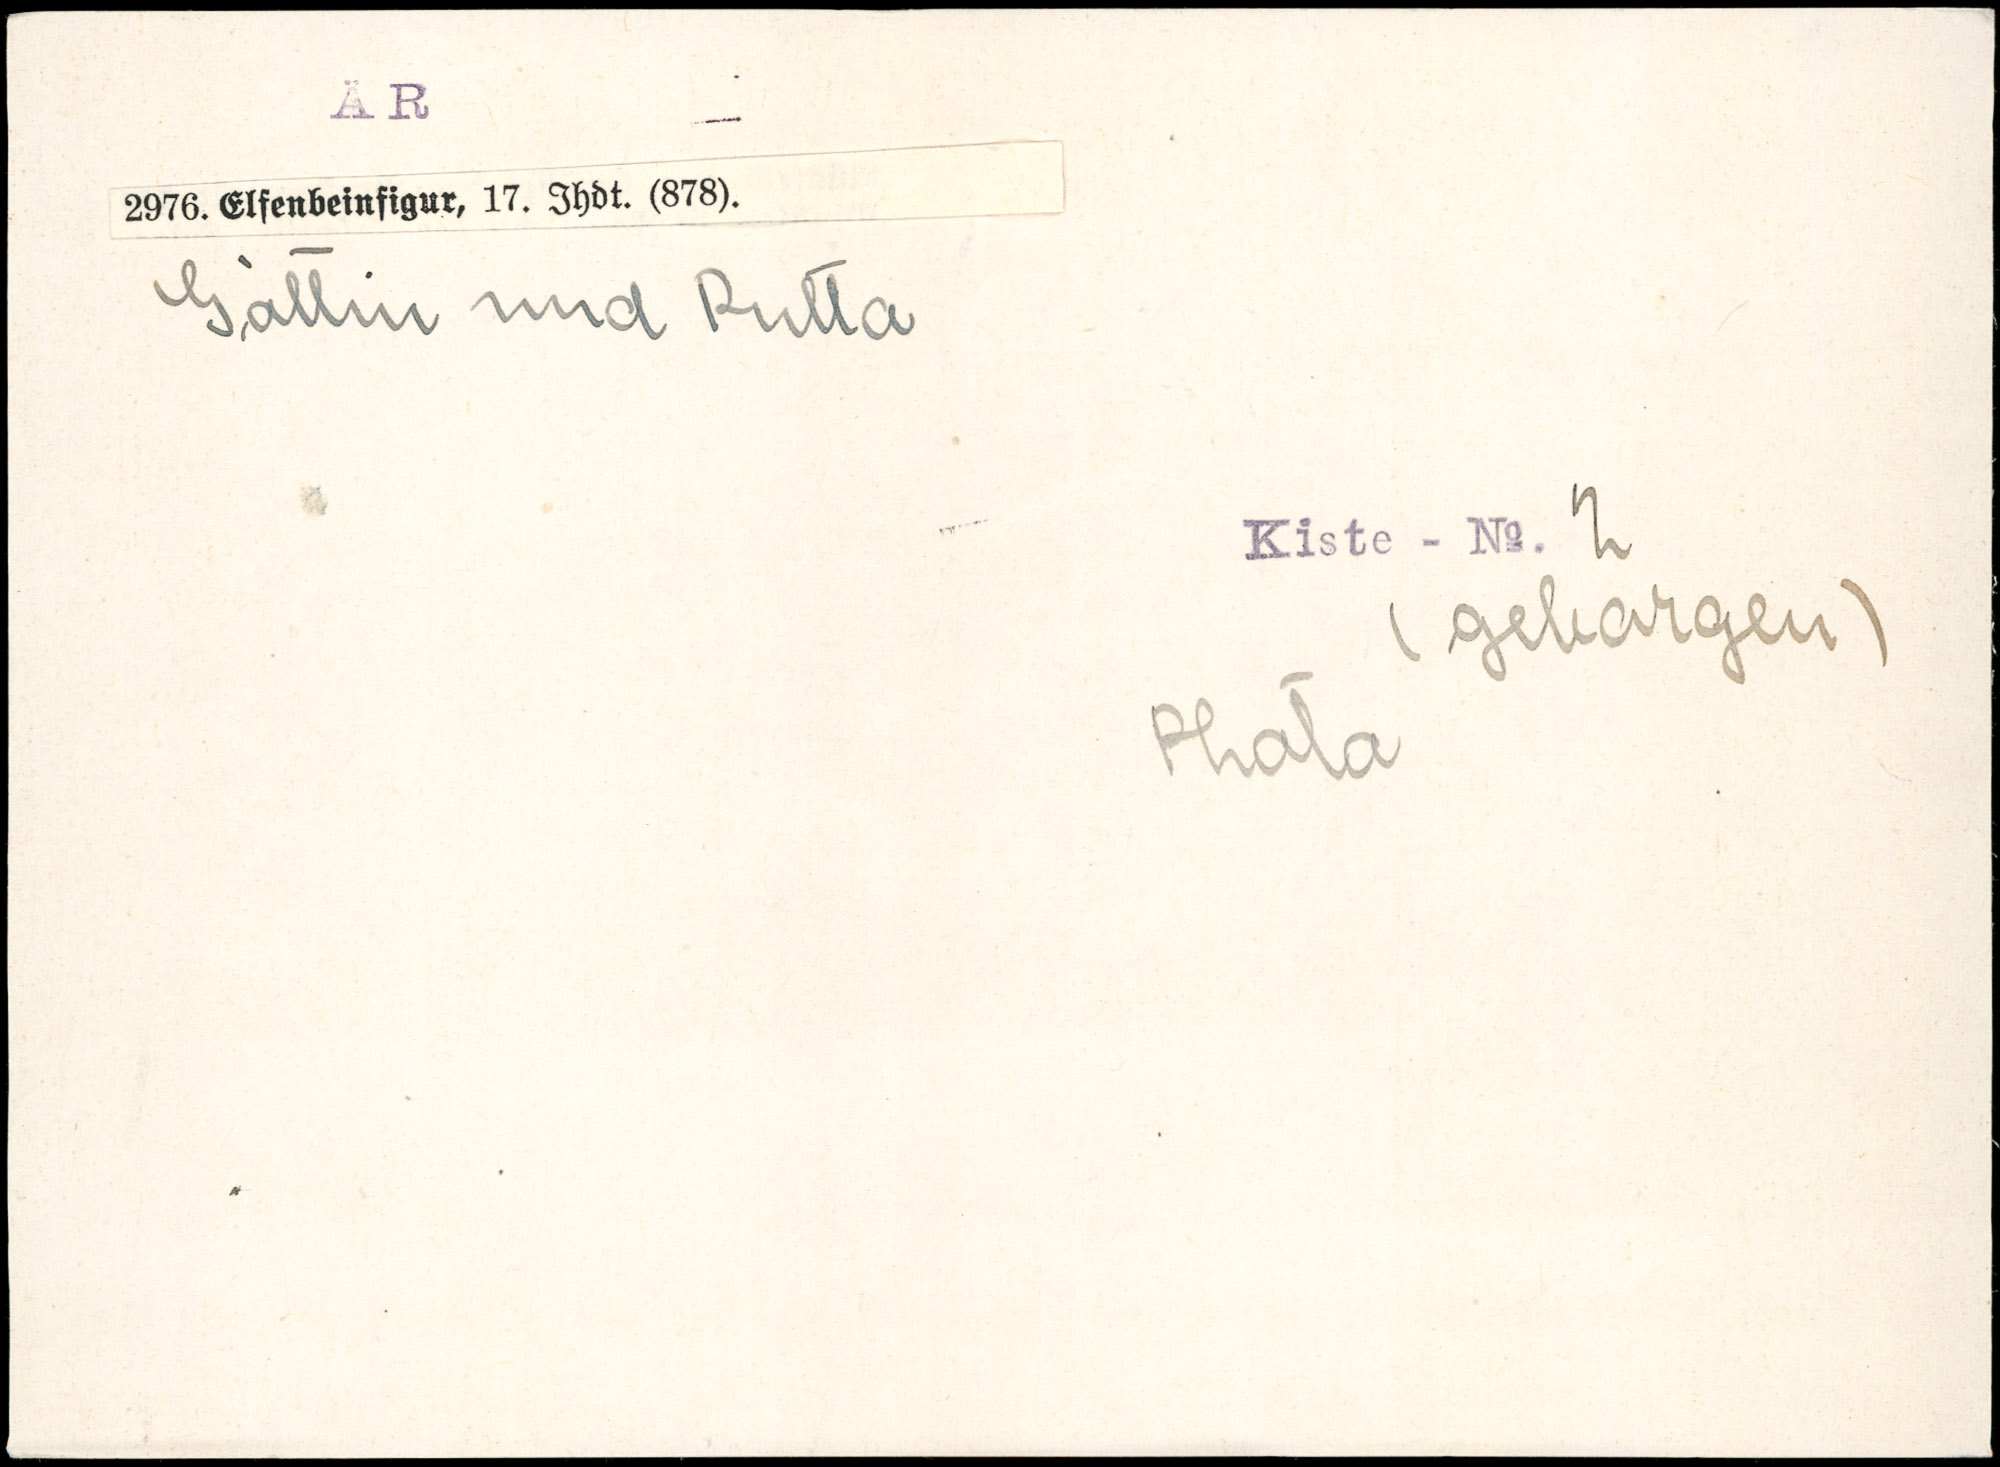 ÄR
2976. Elfenbeinfigur, 17. Jhdt. (878).
Göttin und Putto
Kiste - No. 2
(geborgen)
Photo